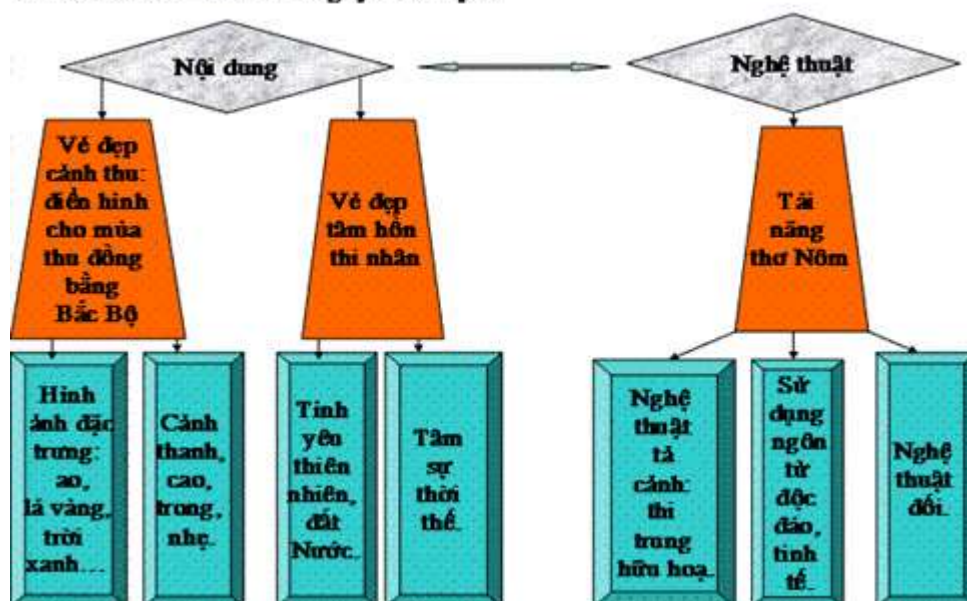 Nội dung
Nghệ thuật
Vẻ đẹp
cảnh thu:
điển hình
cho mùa
thu đồng
bằng
Bắc Bộ
Vẻ đẹp
tâm hồn
thi nhân
Tài
năng
thơ Nôm
Hình
ảnh đặc
trưng:
ao,
lá vàng,
trời
xanh…
Cảnh
thanh,
cao,
trong,
nhẹ..
Tình
yêu
thiên
nhiên,
đất
Nước..
Tâm
sự
thời
thế..
Nghệ
thuật
tả
cảnh:
thi
trung
hữu hoạ..
Sử
dụng
ngôn
từ
độc
đáo,
tinh
tế..
Nghệ
thuật
đối..